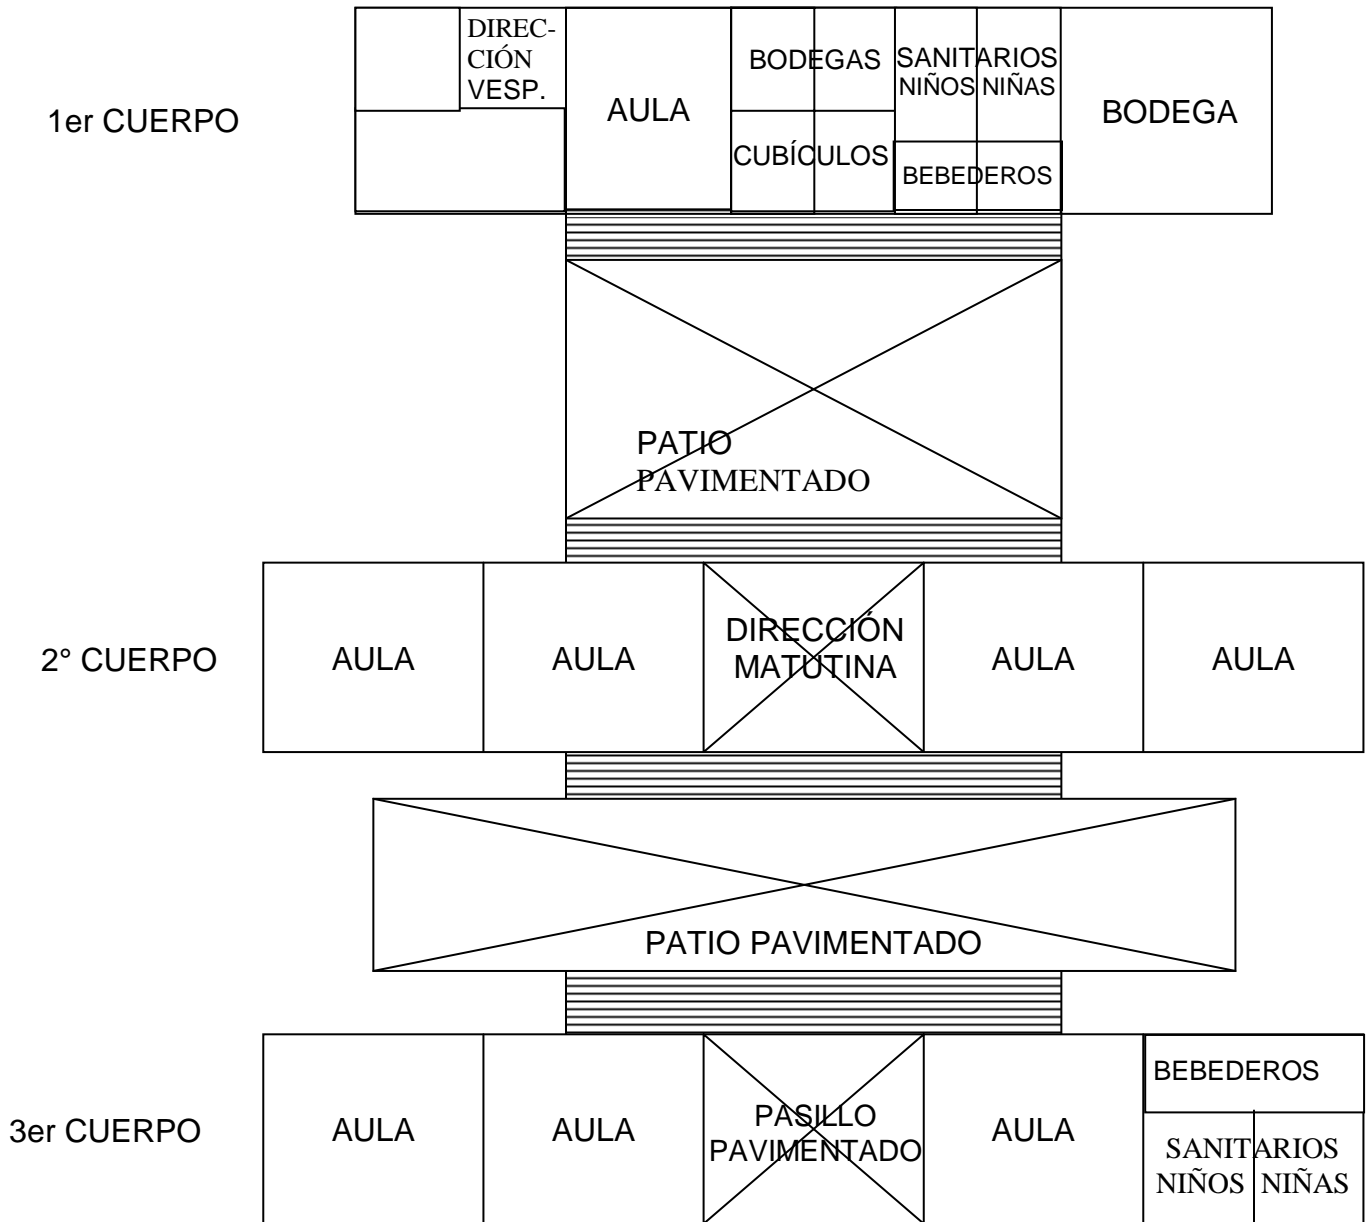 DIREC-
CIÓN
VESP.
1er CUERPO
AULA
BODEGAS
CUBÍCULOS
SANITARIOS
NIÑOS NIÑAS
BEBEDEROS
BODEGA
PATIO
PAVIMENTADO
2° CUERPO
AULA
AULA
DIRECCIÓN
MATUTINA
AULA
AULA
PATIO PAVIMENTADO
3er CUERPO
AULA
AULA
PASILLO
PAVIMENTADO
AULA
BEBEDEROS
SANITARIOS
NIÑOS NIÑAS